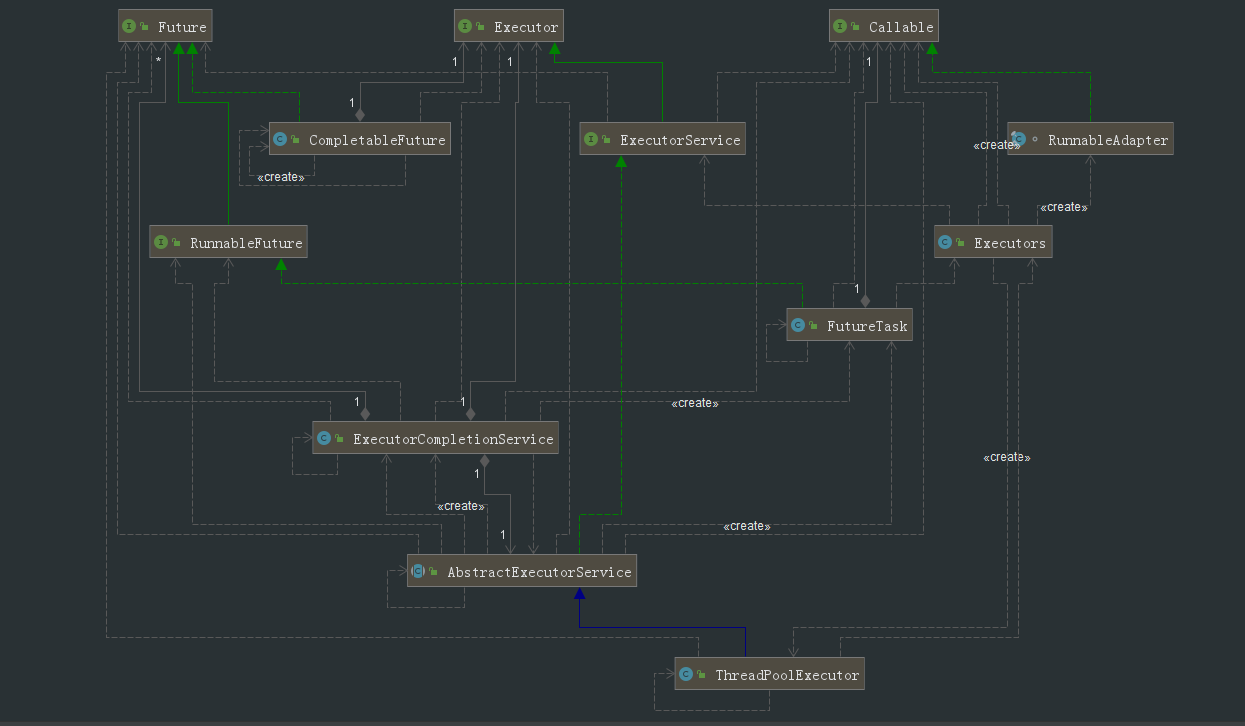 Future
Executor
Callable
*
1
1
1
1
CompletableFuture
ExecutorService
«create»
RunnableAdapter
«create»
«create»
RunnableFuture
Executors
1
FutureTask
1
1
«create»
ExecutorCompletionService
«create»
1
«create»
«create»
1
AbstractExecutorService
ThreadPoolExecutor